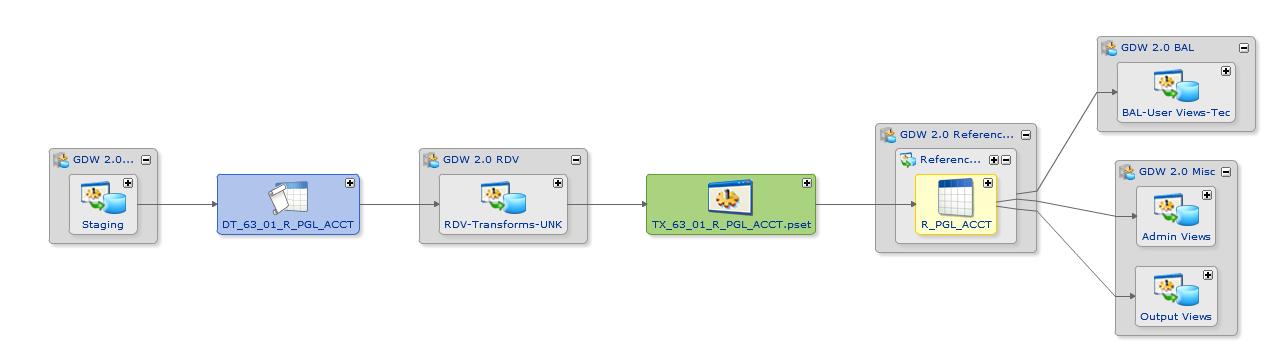 GDW 2.0...
Staging
DT_63_01_R_PGL_ACCT
GDW 2.0 RDV
RDV-Transforms-UNK
TX_63_01_R_PGL_ACCT.pset
GDW 2.0 Referenc...
Referenc...
R_PGL_ACCT
GDW 2.0 BAL
BAL-User Views-Tec
GDW 2.0 Misc
Admin Views
Output Views